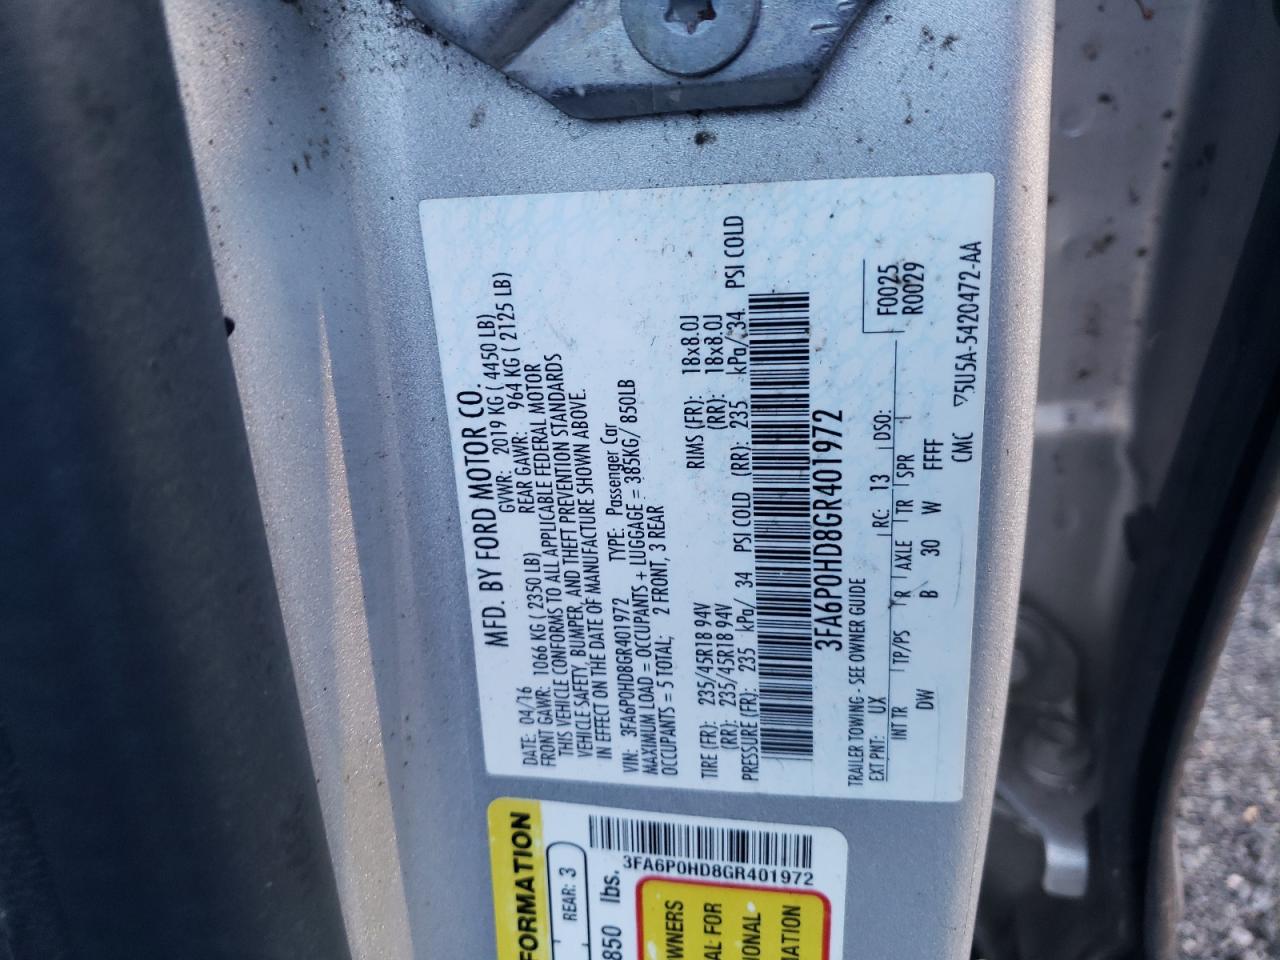 MFD. BY FORD MOTOR CO.
DATE: 04/16 GVWR: 2019 KG ( 4450 LB)
FRONT GAWR: 1066 KG ( 2350 LB) REAR GAWR: 964 KG ( 2125 LB)
THIS VEHICLE CONFORMS TO ALL APPLICABLE FEDERAL MOTOR
VEHICLE SAFETY, BUMPER, AND THEFT PREVENTION STANDARDS
IN EFFECT ON THE DATE OF MANUFACTURE SHOWN ABOVE.
VIN: 3FA6P0HD8GR401972 TYPE: Passenger Car
MAXIMUM LOAD = OCCUPANTS + LUGGAGE = 385KG/ 850LB
OCCUPANTS = 5 TOTAL; 2 FRONT, 3 REAR
TIRE (FR): 235/45R18 94V RIMS (FR): 18x8.0J
(RR): 235/45R18 94V (RR): 18x8.0J
PRESSURE (FR): 235 kPa/ 34 PSI COLD (RR): 235 kPa/ 34 PSI COLD
3FA6P0HD8GR401972
TRAILER TOWING - SEE OWNER GUIDE
F0025
R0029
EXT PNT: UX RC: 13 DSO:
INT TR TP/PS R AXLE TR SPR
DW B 30 W FFFF
CMC ▽5U5A-5420472-AA
FORMATION
REAR: 3
850 lbs.
3FA6P0HD8GR401972
WNERS
AL FOR
IONAL
MATION